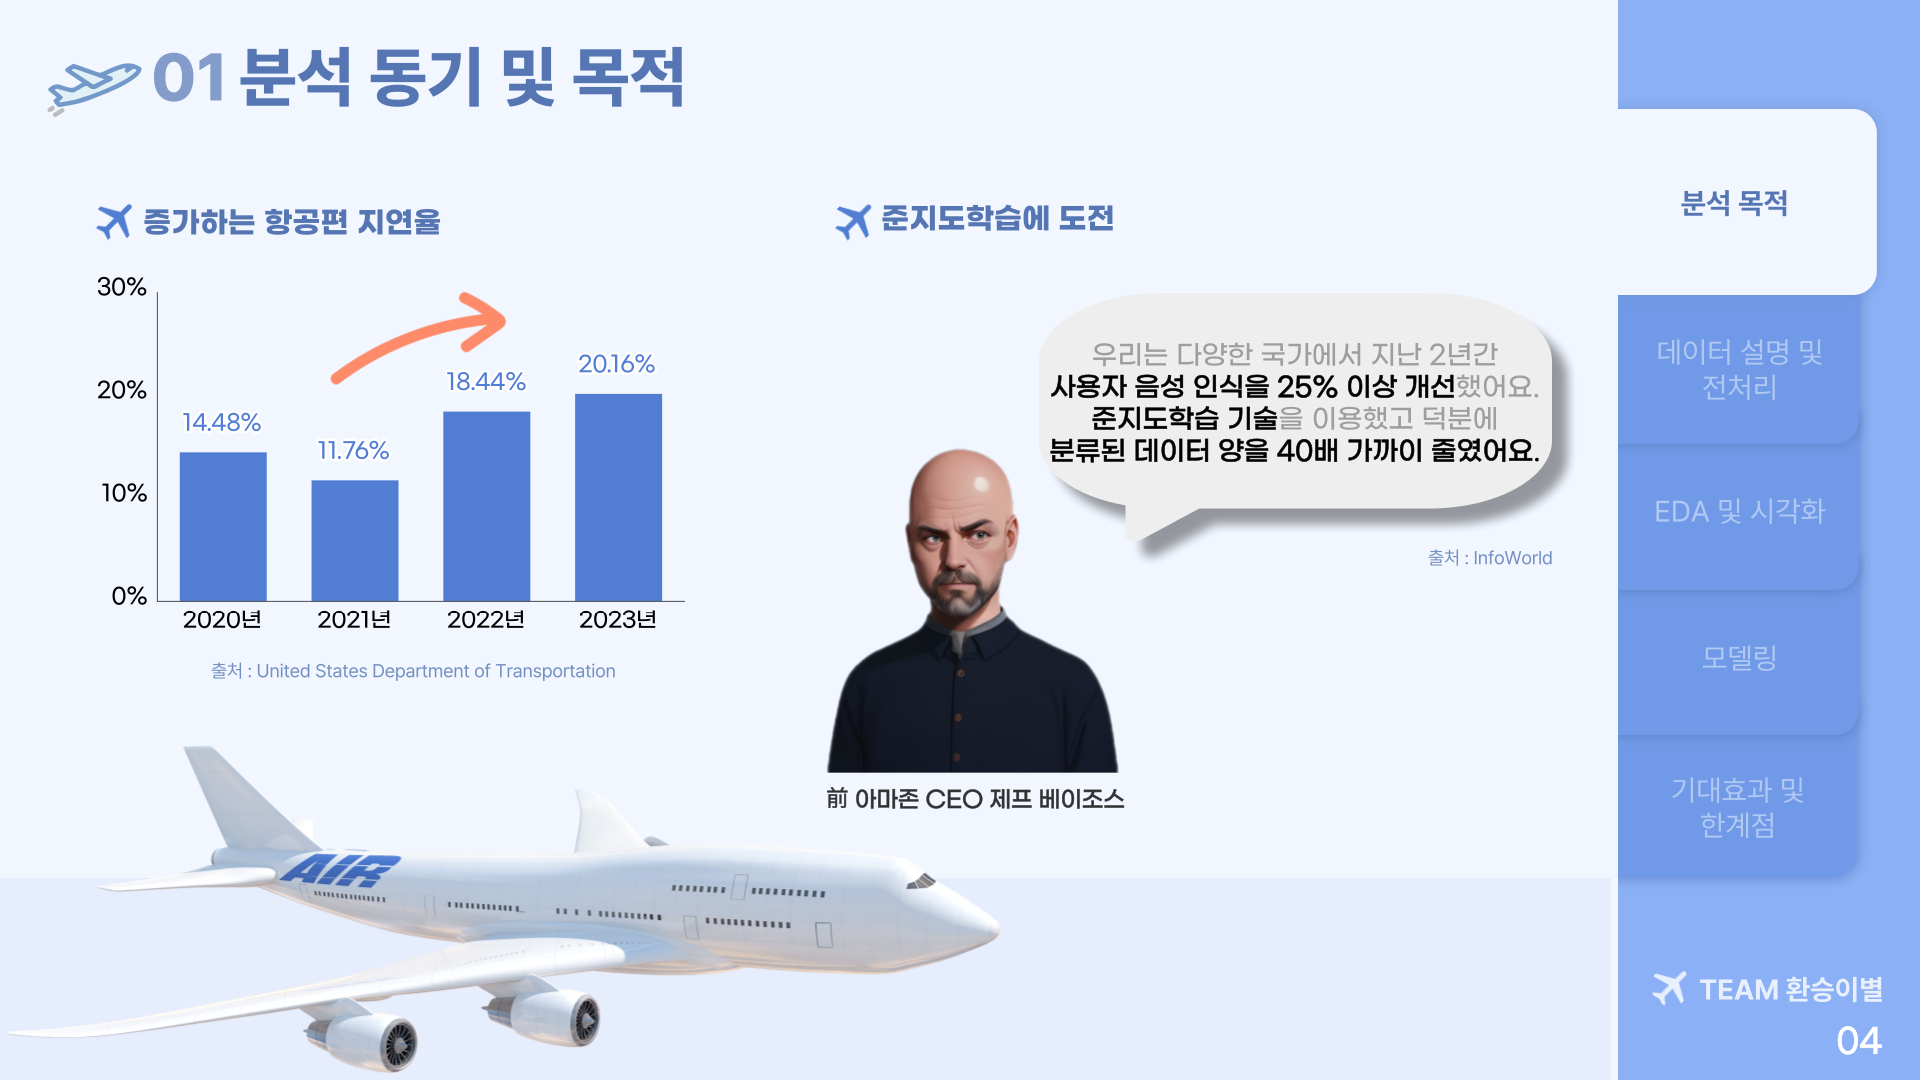 01 분석 동기 및 목적
증가하는 항공편 지연율
30%
20%
10%
0%
14.48%
11.76%
18.44%
20.16%
2020년
2021년
2022년
2023년
출처 : United States Department of Transportation
준지도학습에 도전
우리는 다양한 국가에서 지난 2년간
사용자 음성 인식을 25% 이상 개선했어요.
준지도학습 기술을 이용했고 덕분에
분류된 데이터 양을 40배 가까이 줄였어요.
출처 : InfoWorld
前 아마존 CEO 제프 베이조스
AIR
분석 목적
데이터 설명 및
전처리
EDA 및 시각화
모델링
기대효과 및
한계점
TEAM 환승이별
04